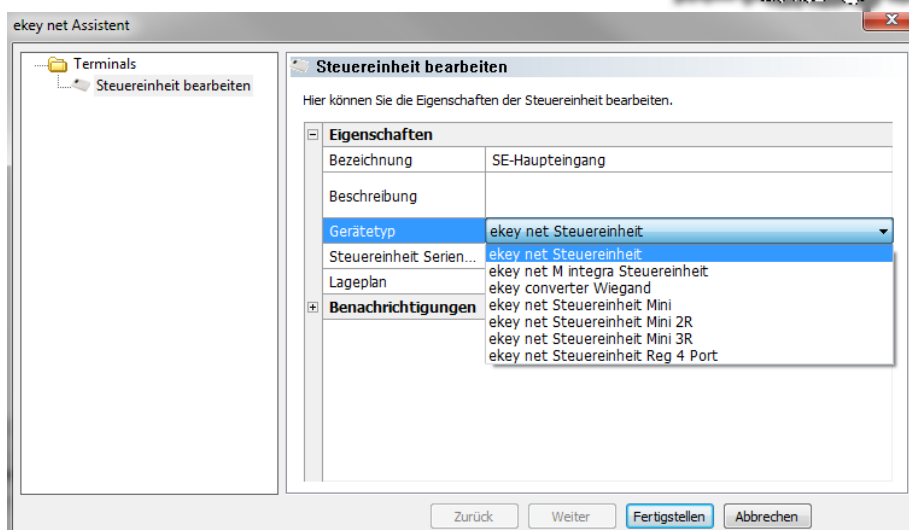 ekey net Assistent
Terminals
Steuereinheit bearbeiten
Steuereinheit bearbeiten
Hier können Sie die Eigenschaften der Steuereinheit bearbeiten.
Eigenschaften
Bezeichnung SE-Haupteingang
Beschreibung
Gerätetyp ekey net Steuereinheit
Steuereinheit Serien...
Lageplan
Benachrichtigungen
ekey net Steuereinheit
ekey net M integra Steuereinheit
ekey converter Wiegand
ekey net Steuereinheit Mini
ekey net Steuereinheit Mini 2R
ekey net Steuereinheit Mini 3R
ekey net Steuereinheit Reg 4 Port
Zurück Weiter Fertigstellen Abbrechen